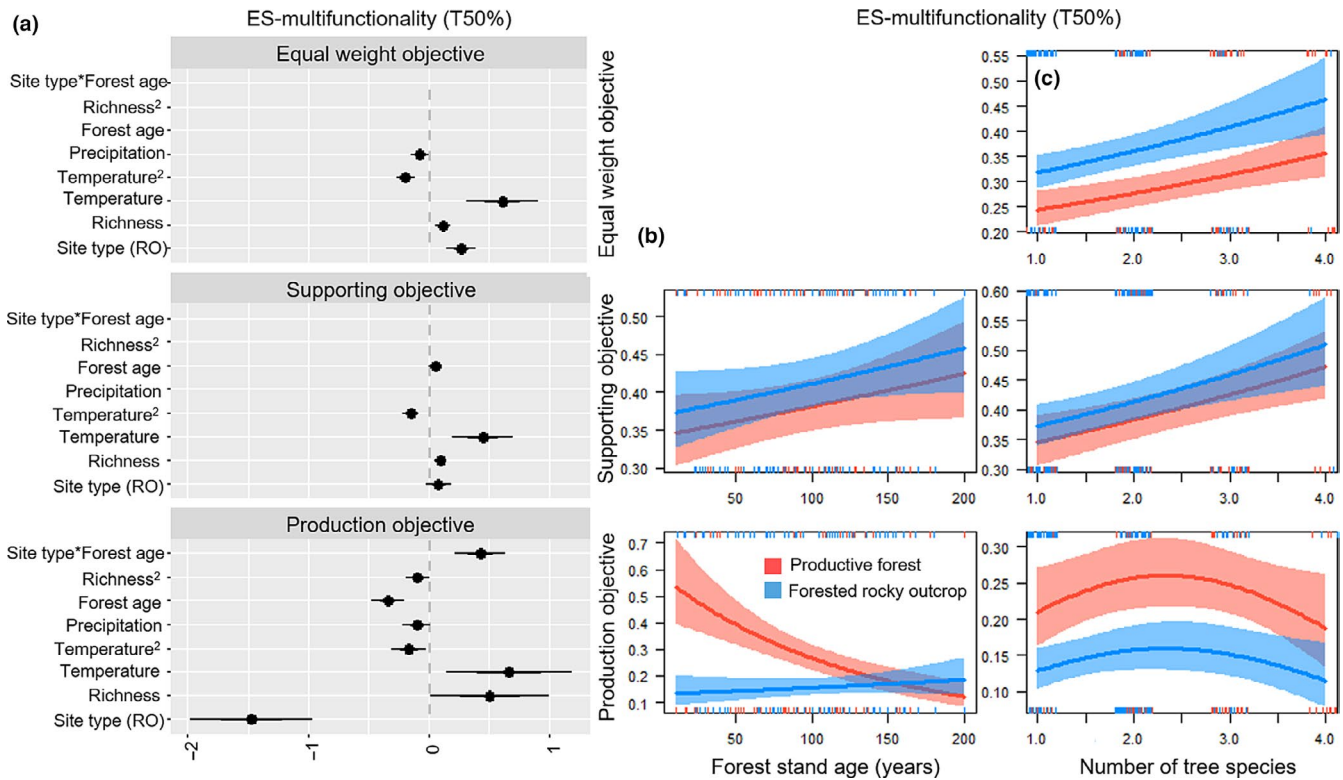 ES-multifunctionality (T50%)
ES-multifunctionality (T50%)
(a)
Equal weight objective
Site type*Forest age
Richness²
Forest age
Precipitation
Temperature²
Temperature
Richness
Site type (RO)
Supporting objective
Site type*Forest age
Richness²
Forest age
Precipitation
Temperature²
Temperature
Richness
Site type (RO)
Production objective
Site type*Forest age
Richness²
Forest age
Precipitation
Temperature²
Temperature
Richness
Site type (RO)
−2 −1 0 1
Equal weight objective
(c)
0.55
0.50
0.45
0.40
0.35
0.30
0.25
0.20
1.0 2.0 3.0 4.0
(b)
Supporting objective
0.50
0.45
0.40
0.35
0.30
50 100 150 200
0.60
0.55
0.50
0.45
0.40
0.35
0.30
1.0 2.0 3.0 4.0
Production objective
0.7
0.6
0.5
0.4
0.3
0.2
0.1
Productive forest
Forested rocky outcrop
50 100 150 200
Forest stand age (years)
0.30
0.25
0.20
0.15
0.10
1.0 2.0 3.0 4.0
Number of tree species